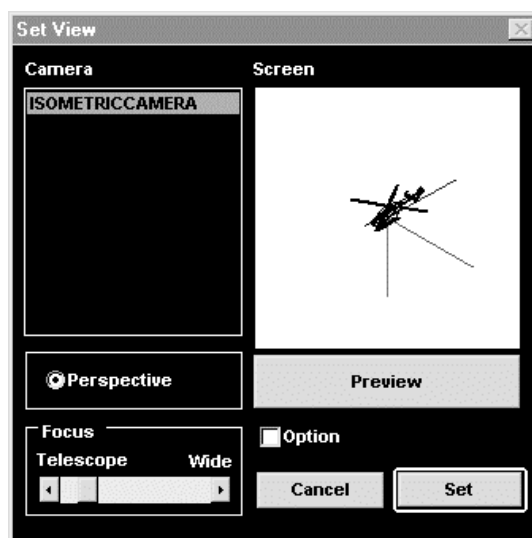 Set View
Camera
Screen
ISOMETRICCAMERA
Perspective
Preview
Focus
Option
Telescope Wide
Cancel
Set